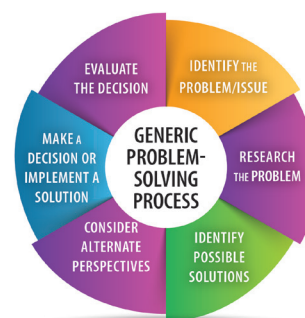 GENERIC
PROBLEM-
SOLVING
PROCESS
IDENTIFY THE
PROBLEM/ISSUE
RESEARCH
THE PROBLEM
IDENTIFY
POSSIBLE
SOLUTIONS
CONSIDER
ALTERNATE
PERSPECTIVES
MAKE A
DECISION OR
IMPLEMENT A
SOLUTION
EVALUATE
THE DECISION